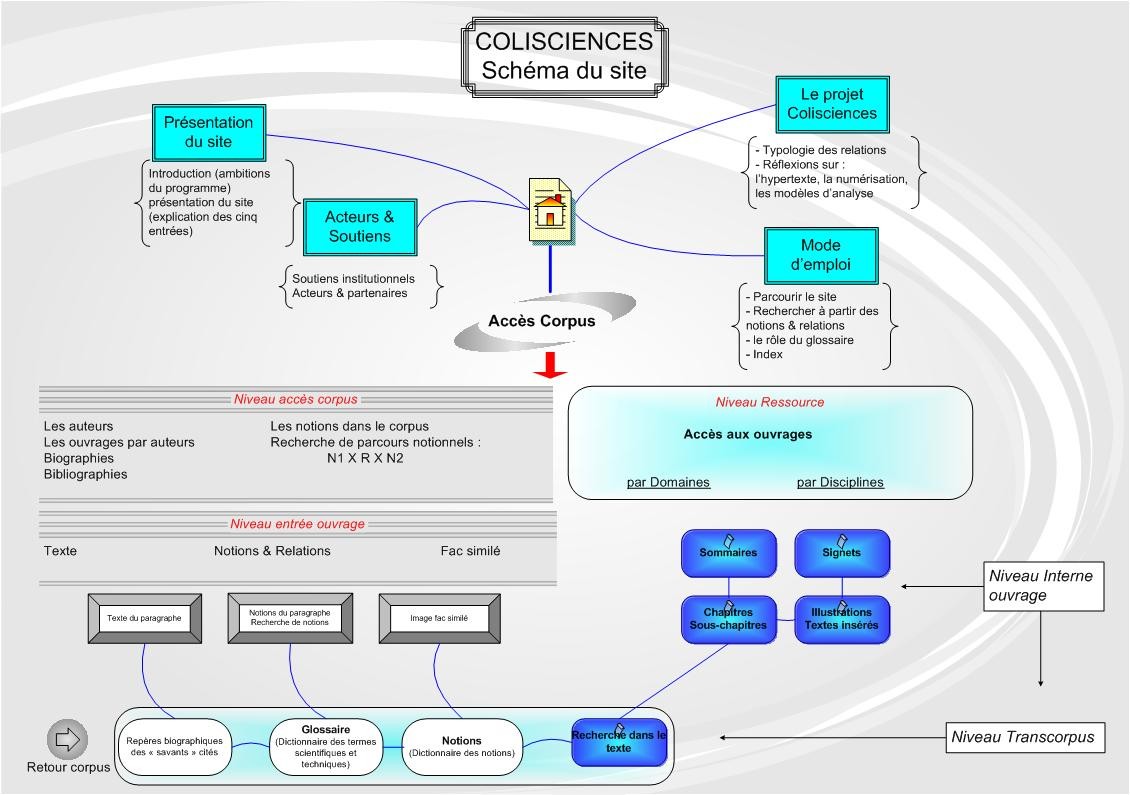 COLISCIENCES
Schéma du site
Présentation
du site
Introduction (ambitions
du programme)
présentation du site
(explication des cinq
entrées)
Acteurs &
Soutiens
Soutiens institutionnels
Acteurs & partenaires
Le projet
Colisciences
- Typologie des relations
- Réflexions sur :
l'hypertexte, la numérisation,
les modèles d'analyse
Mode
d'emploi
- Parcourir le site
- Rechercher à partir des
notions & relations
- le rôle du glossaire
- Index
Accès Corpus
Niveau accès corpus
Les auteurs
Les ouvrages par auteurs
Biographies
Bibliographies
Les notions dans le corpus
Recherche de parcours notionnels :
N1 X R X N2
Niveau Ressource
Accès aux ouvrages
par Domaines
par Disciplines
Niveau entrée ouvrage
Texte
Notions & Relations
Fac similé
Sommaires
Signets
Chapitres
Sous-chapitres
Illustrations
Textes insérés
Niveau Interne
ouvrage
Texte du paragraphe
Notions du paragraphe
Recherche de notions
Image fac similé
Retour corpus
Repères biographiques
des « savants » cités
Glossaire
(Dictionnaire des termes
scientifiques et
techniques)
Notions
(Dictionnaire des notions)
Recherche dans le
texte
Niveau Transcorpus